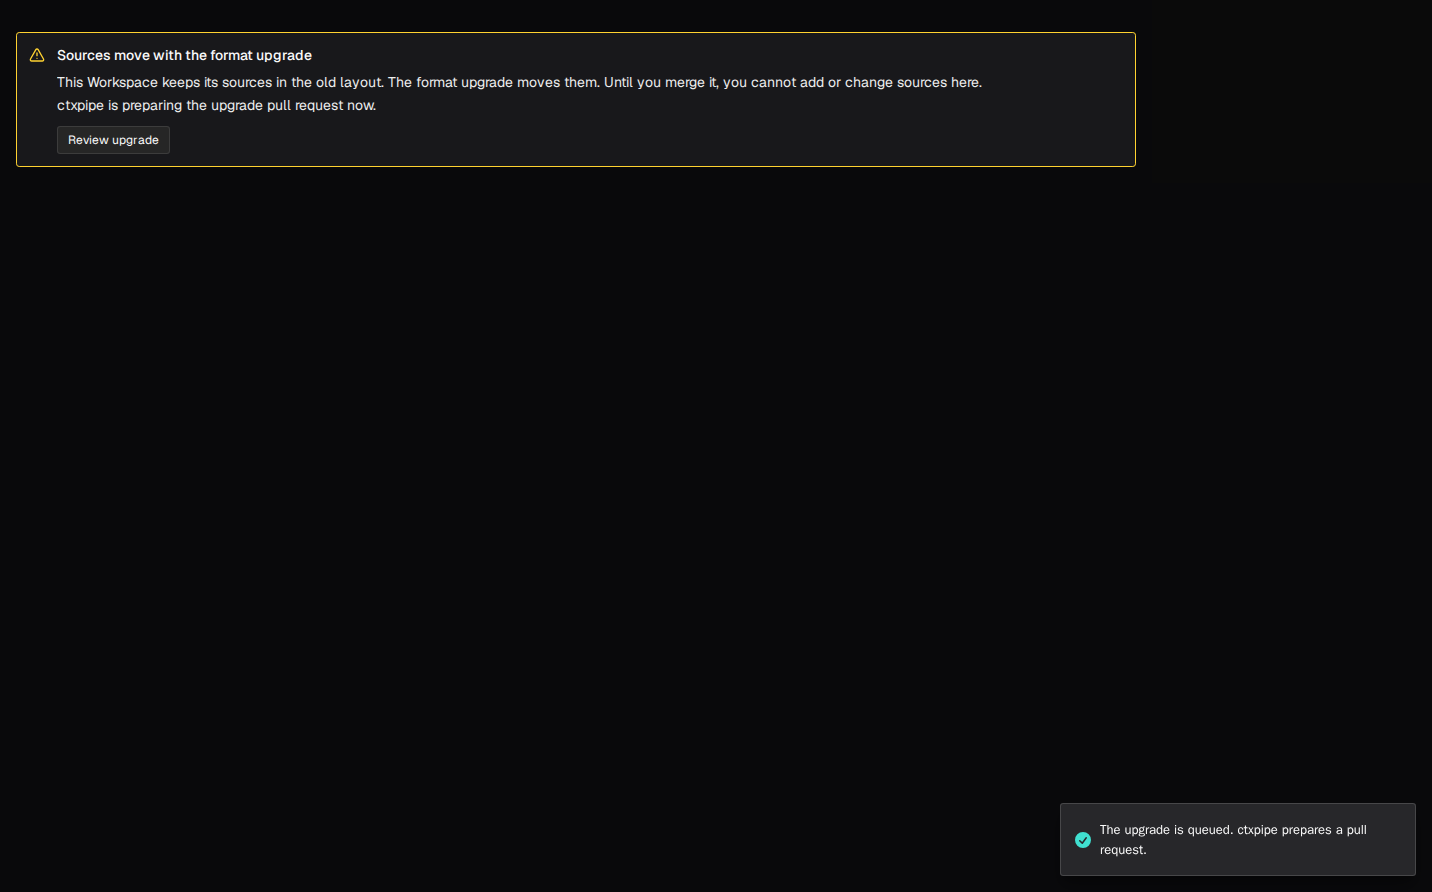 Sources move with the format upgrade
This Workspace keeps its sources in the old layout. The format upgrade moves them. Until you merge it, you cannot add or change sources here.
ctxpipe is preparing the upgrade pull request now.
Review upgrade
The upgrade is queued. ctxpipe prepares a pull
request.